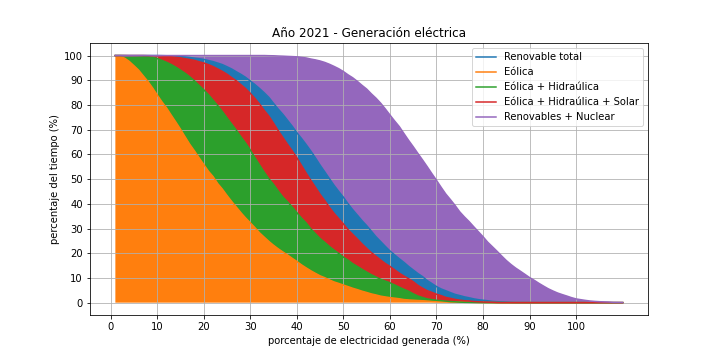 Año 2021 - Generación eléctrica
Renovable total
Eólica
Eólica + Hidraúlica
Eólica + Hidraúlica + Solar
Renovables + Nuclear
porcentaje del tiempo (%)
100
90
80
70
60
50
40
30
20
10
0
0 10 20 30 40 50 60 70 80 90 100
porcentaje de electricidad generada (%)